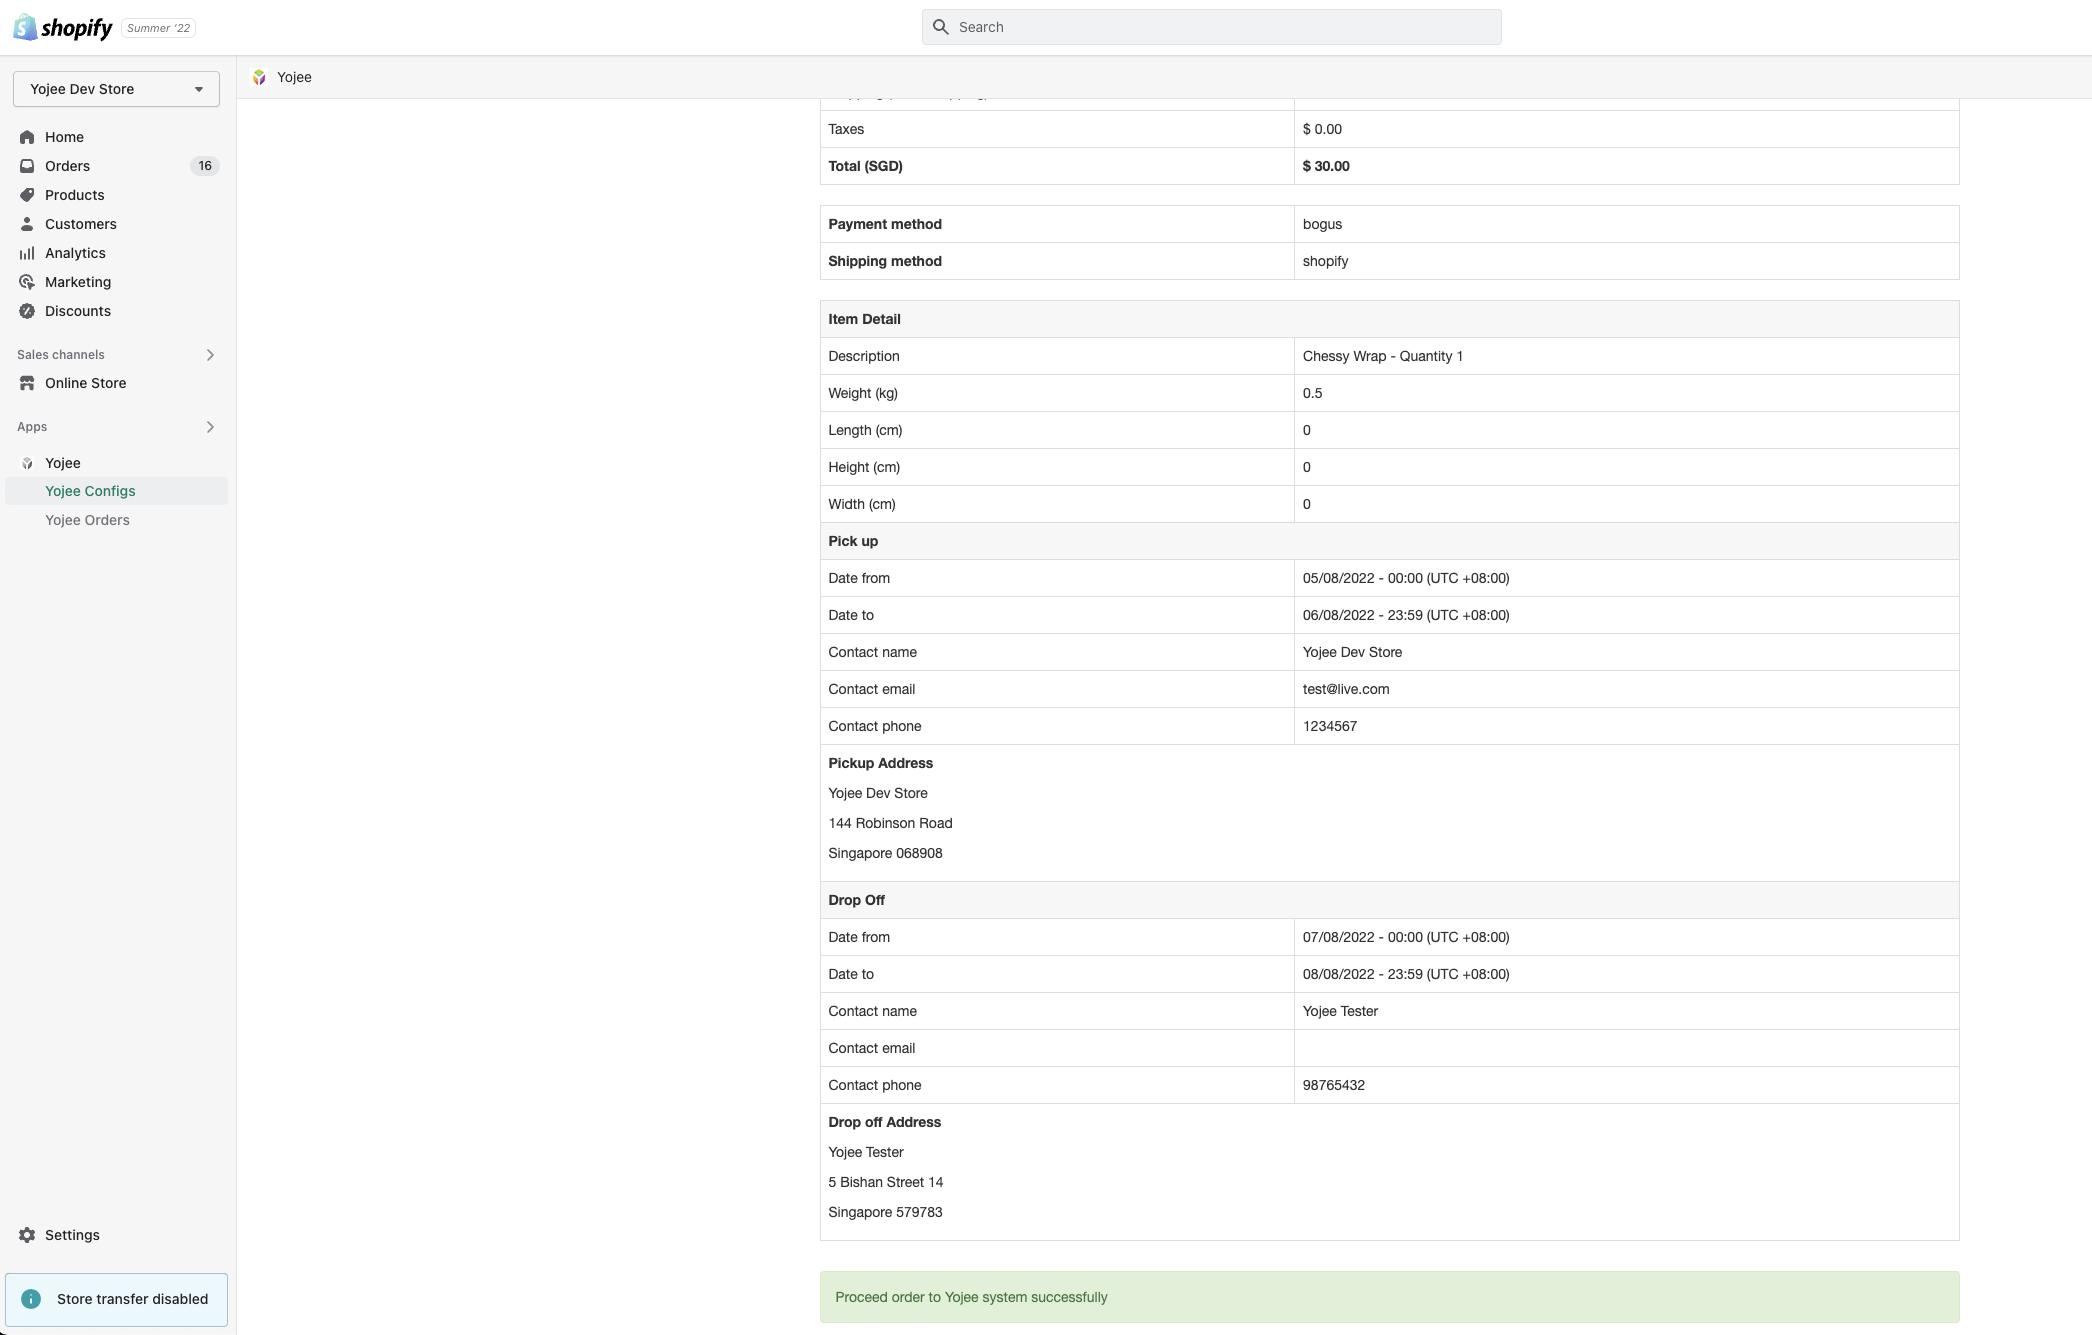 shopify
Summer '22
Search
Yojee Dev Store
Yojee
Home
Orders 16
Products
Customers
Analytics
Marketing
Discounts
Sales channels
Online Store
Apps
Yojee
Yojee Configs
Yojee Orders
Settings
Store transfer disabled
Taxes $ 0.00
Total (SGD) $ 30.00
Payment method bogus
Shipping method shopify
Item Detail
Description Chessy Wrap - Quantity 1
Weight (kg) 0.5
Length (cm) 0
Height (cm) 0
Width (cm) 0
Pick up
Date from 05/08/2022 - 00:00 (UTC +08:00)
Date to 06/08/2022 - 23:59 (UTC +08:00)
Contact name Yojee Dev Store
Contact email test@live.com
Contact phone 1234567
Pickup Address
Yojee Dev Store
144 Robinson Road
Singapore 068908
Drop Off
Date from 07/08/2022 - 00:00 (UTC +08:00)
Date to 08/08/2022 - 23:59 (UTC +08:00)
Contact name Yojee Tester
Contact email
Contact phone 98765432
Drop off Address
Yojee Tester
5 Bishan Street 14
Singapore 579783
Proceed order to Yojee system successfully